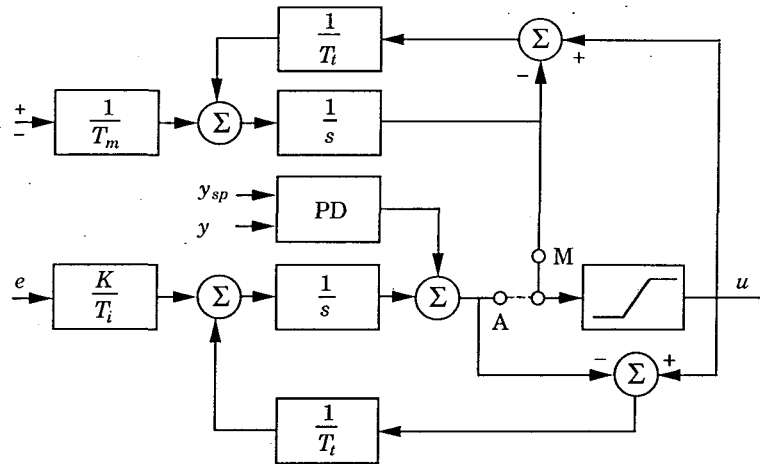 1
T_t
Σ
+
−
+
−
1
T_m
Σ
1
s
y_sp
y
PD
M
e
K
T_i
Σ
1
s
Σ
A
u
−
+
Σ
1
T_t